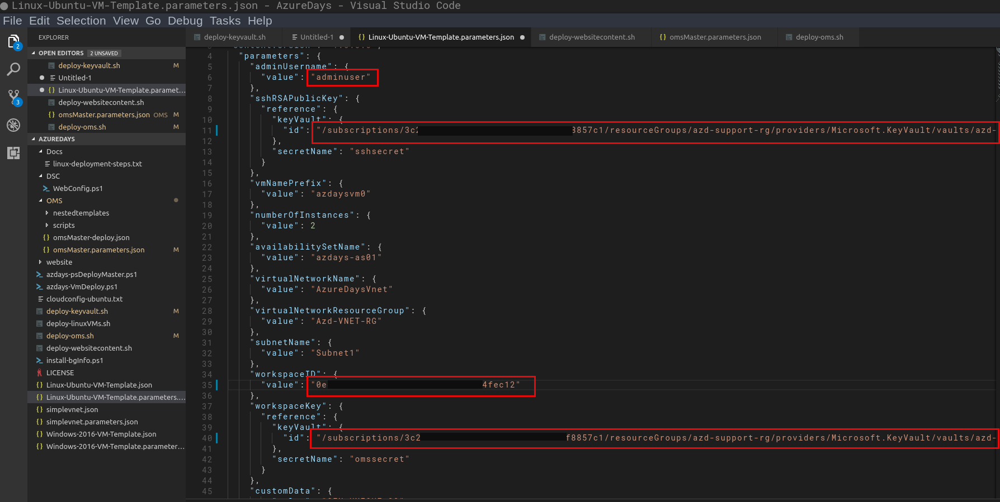 Linux-Ubuntu-VM-Template.parameters.json - AzureDays - Visual Studio Code
File Edit Selection View Go Debug Tasks Help
2
3
EXPLORER
OPEN EDITORS 2 UNSAVED
deploy-keyvault.sh M
Untitled-1
Linux-Ubuntu-VM-Template.paramet...
deploy-websitecontent.sh
omsMaster.parameters.json OMS M
deploy-oms.sh M
AZUREDAYS
Docs
linux-deployment-steps.txt
DSC
WebConfig.ps1
OMS
nestedtemplates
scripts
omsMaster-deploy.json
omsMaster.parameters.json M
website
azdays-psDeployMaster.ps1
azdays-VmDeploy.ps1
cloudconfig-ubuntu.txt
deploy-keyvault.sh M
deploy-linuxVMs.sh
deploy-oms.sh M
deploy-websitecontent.sh
install-bgInfo.ps1
LICENSE
Linux-Ubuntu-VM-Template.json
Linux-Ubuntu-VM-Template.parameters....
simplevnet.json
simplevnet.parameters.json
Windows-2016-VM-Template.json
Windows-2016-VM-Template.parameter...
deploy-keyvault.sh Untitled-1 Linux-Ubuntu-VM-Template.parameters.json deploy-websitecontent.sh omsMaster.parameters.json deploy-oms.sh
4 "parameters": {
5 "adminUsername": {
6 "value": "adminuser"
7 },
8 "sshRSAPublicKey": {
9 "reference": {
10 "keyVault": {
11 "id": "/subscriptions/3c2 8857c1/resourceGroups/azd-support-rg/providers/Microsoft.KeyVault/vaults/azd-
12 },
13 "secretName": "sshsecret"
14 }
15 },
16 "vmNamePrefix": {
17 "value": "azdaysvm0"
18 },
19 "numberOfInstances": {
20 "value": 2
21 },
22 "availabilitySetName": {
23 "value": "azdays-as01"
24 },
25 "virtualNetworkName": {
26 "value": "AzureDaysVnet"
27 },
28 "virtualNetworkResourceGroup": {
29 "value": "Azd-VNET-RG"
30 },
31 "subnetName": {
32 "value": "Subnet1"
33 },
34 "workspaceID": {
35 "value": "0e 4fec12"
36 },
37 "workspaceKey": {
38 "reference": {
39 "keyVault": {
40 "id": "/subscriptions/3c2 f8857c1/resourceGroups/azd-support-rg/providers/Microsoft.KeyVault/vaults/azd-
41 },
42 "secretName": "omssecret"
43 }
44 },
45 "customData": {